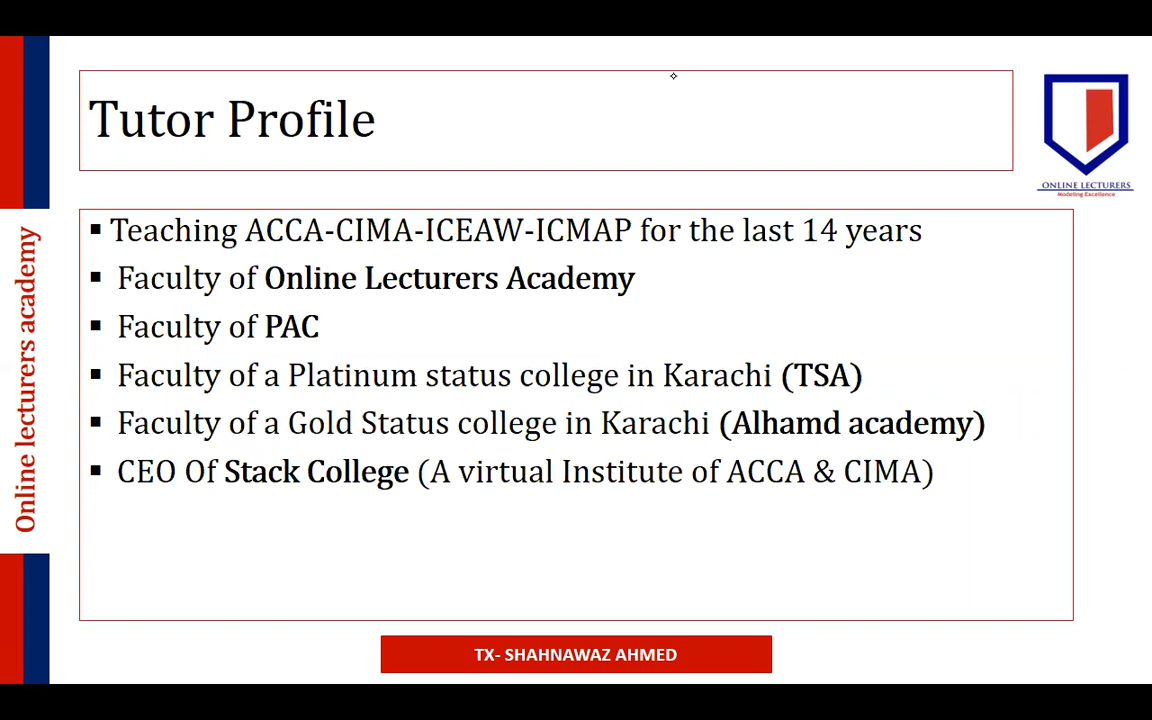 Tutor Profile
ONLINE LECTURERS
Modeling Excellence
Online lecturers academy
▪ Teaching ACCA-CIMA-ICEAW-ICMAP for the last 14 years
▪ Faculty of Online Lecturers Academy
▪ Faculty of PAC
▪ Faculty of a Platinum status college in Karachi (TSA)
▪ Faculty of a Gold Status college in Karachi (Alhamd academy)
▪ CEO Of Stack College (A virtual Institute of ACCA & CIMA)
TX- SHAHNAWAZ AHMED